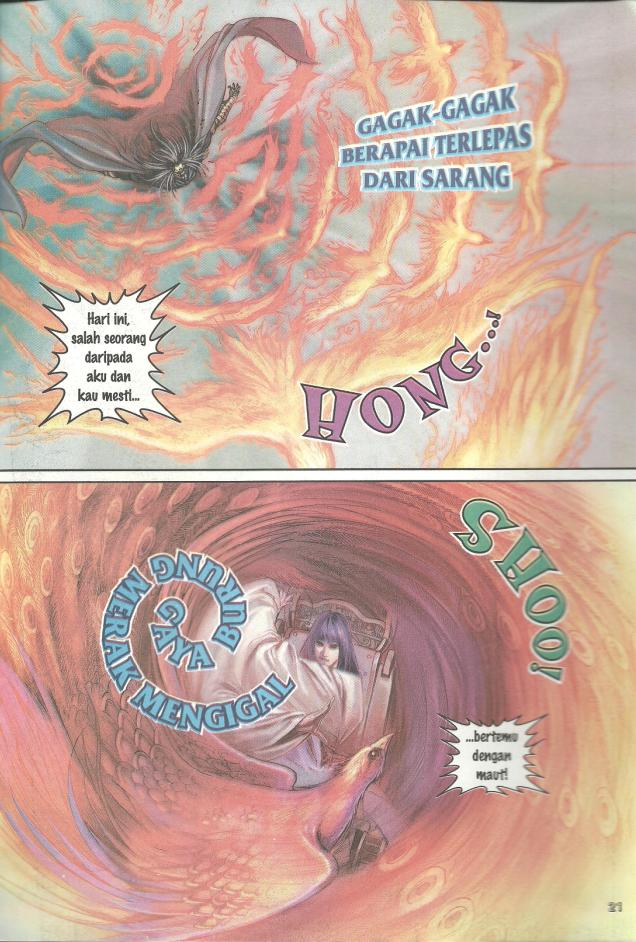 GAGAK-GAGAK
BERAPAI TERLEPAS
DARI SARANG
Hari ini,
salah seorang
daripada
aku dan
kau mesti...
HONG...!
SHOO!
GAYA BURUNG MERAK MENGIGAL
...bertemu
dengan
maut!
21